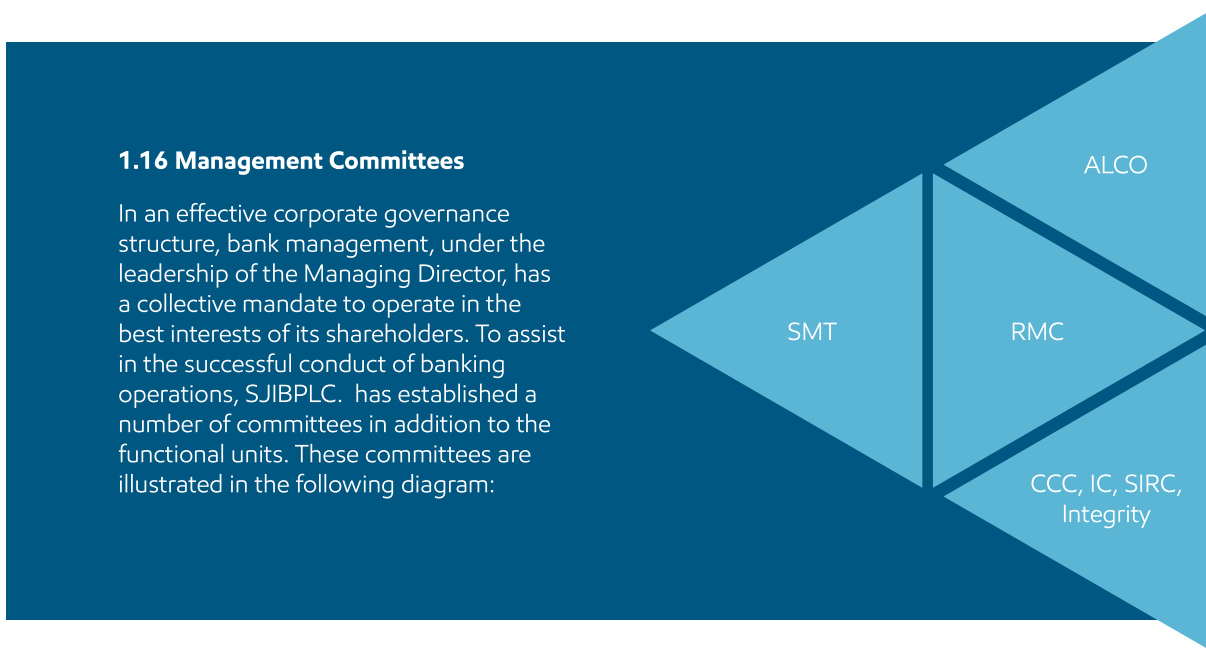 1.16 Management Committees
In an effective corporate governance
structure, bank management, under the
leadership of the Managing Director, has
a collective mandate to operate in the
best interests of its shareholders. To assist
in the successful conduct of banking
operations, SJIBPLC.  has established a
number of committees in addition to the
functional units. These committees are
illustrated in the following diagram:
ALCO
SMT
RMC
CCC, IC, SIRC,
Integrity